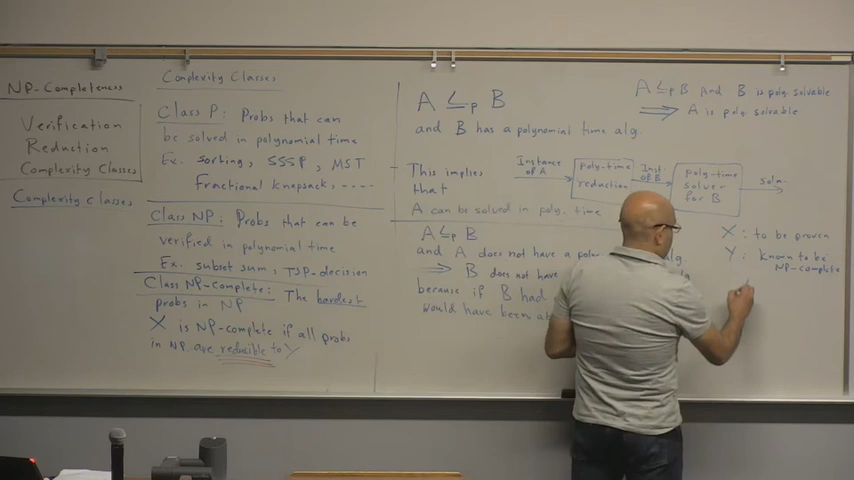 NP-Completeness
Verification
Reduction
Complexity Classes
Complexity Classes
Complexity Classes
Class P: Probs that can
be solved in polynomial time
Ex. sorting, SSSP, MST
Fractional knapsack, ....
Class NP: Probs that can be
verified in polynomial time
Ex. subset sum, TSP-decision
Class NP-complete: The hardest
probs in NP
X is NP-complete if all probs
in NP are reducible to Y
A ≤p B
and B has a polynomial time alg.
This implies
that
A can be solved in poly. time
Instance
of A
poly-time
reduction
Inst.
of B
poly-time
solver
for B
soln.
A ≤p B
and A does not have a alg.
⟹ B does not have
because if B had
would have been
A ≤p B and B is poly solvable
⟹ A is poly solvable
X: to be proven
Y: known to be
NP-complete